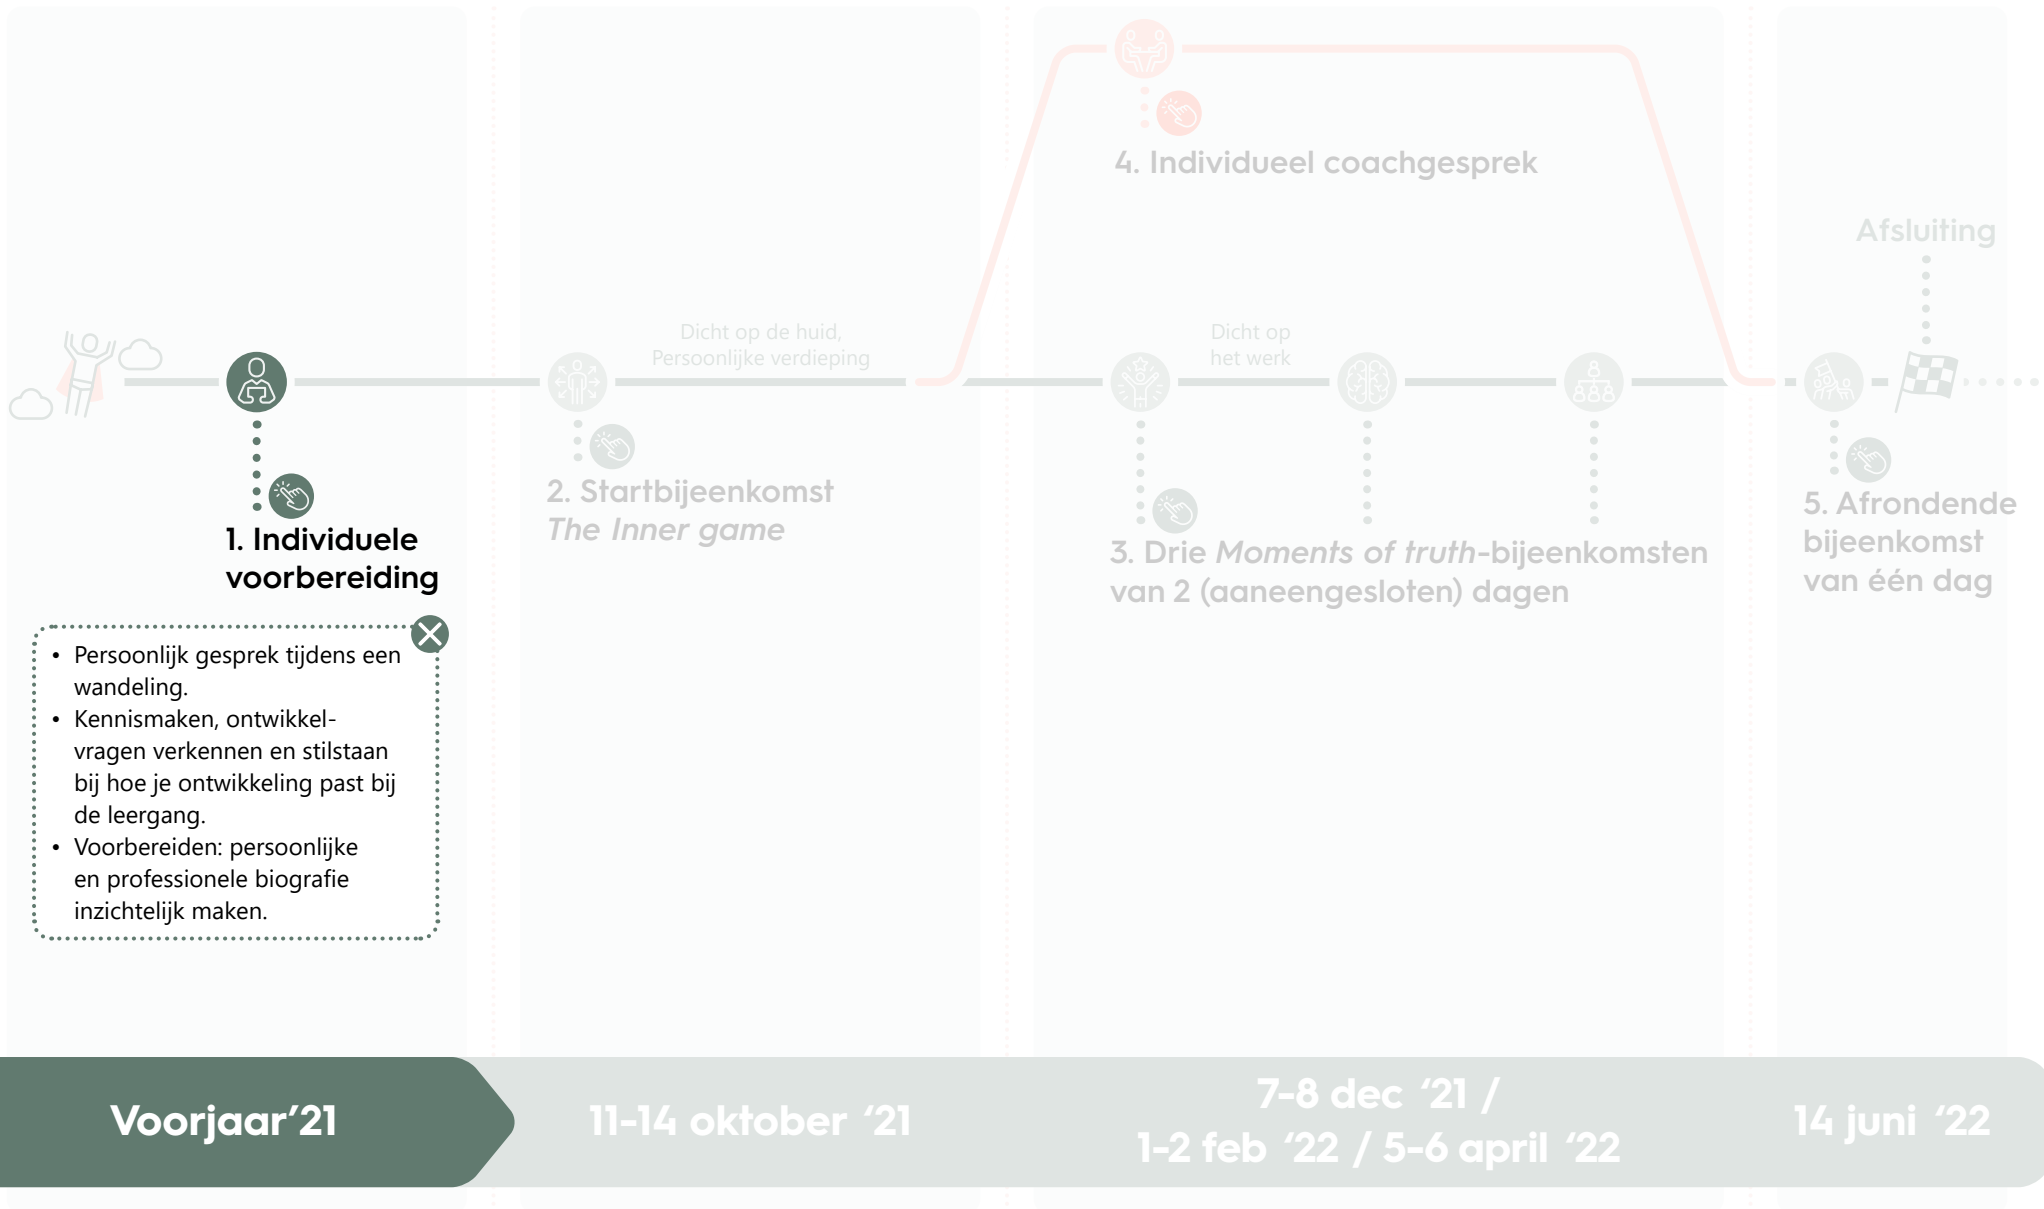 4. Individueel coachgesprek
Afsluiting
Dicht op de huid,
Persoonlijke verdieping
Dicht op
het werk
1. Individuele
voorbereiding
• Persoonlijk gesprek tijdens een
wandeling.
• Kennismaken, ontwikkel-
vragen verkennen en stilstaan
bij hoe je ontwikkeling past bij
de leergang.
• Voorbereiden: persoonlijke
en professionele biografie
inzichtelijk maken.
2. Startbijeenkomst
The Inner game
3. Drie Moments of truth-bijeenkomsten
van 2 (aaneengesloten) dagen
5. Afrondende
bijeenkomst
van één dag
Voorjaar’21
11-14 oktober ‘21
7-8 dec ‘21 /
1-2 feb ‘22 / 5-6 april ‘22
14 juni ‘22